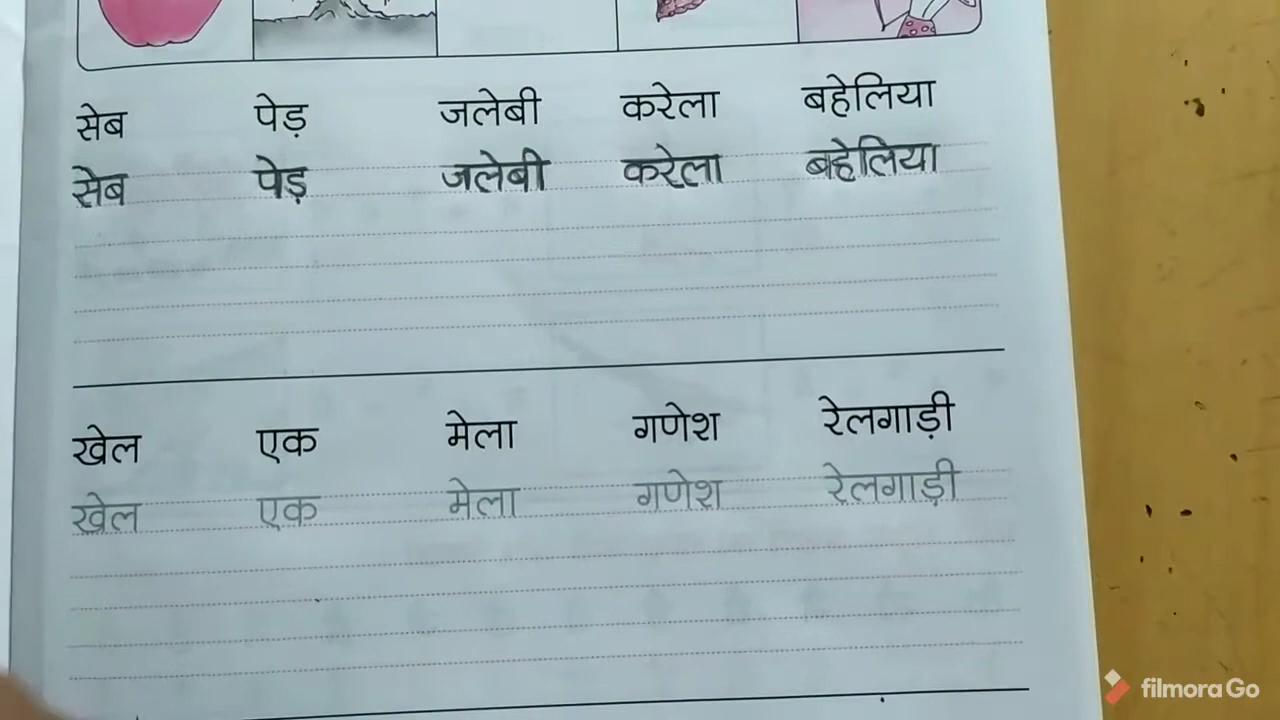 सेब पेड़ जलेबी करेला बहेलिया
सेब पेड़ जलेबी करेला बहेलिया
खेल एक मेला गणेश रेलगाड़ी
खेल एक मेला गणेश रेलगाड़ी
filmoraGo